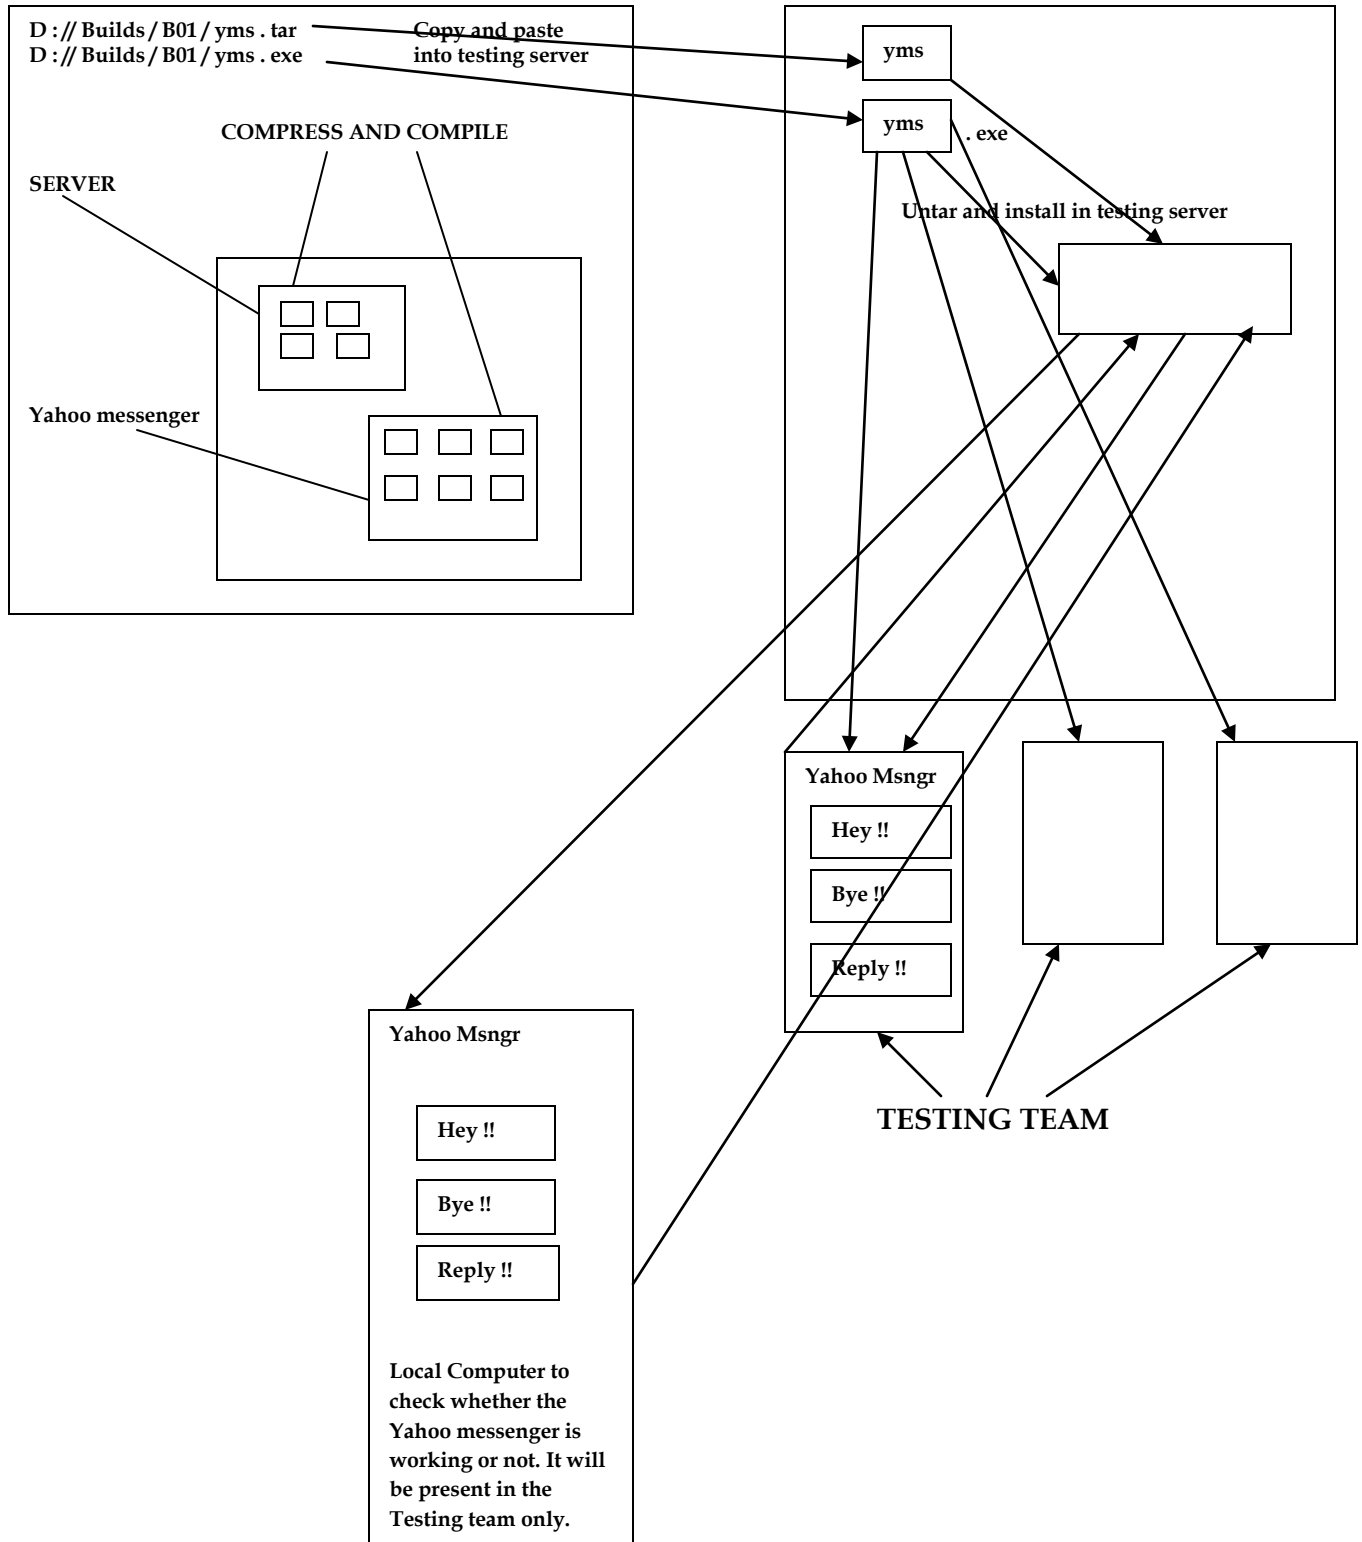 D : // Builds / B01 / yms . tar
D : // Builds / B01 / yms . exe
Copy and paste
into testing server
COMPRESS AND COMPILE
SERVER
Yahoo messenger
yms
yms
. exe
Untar and install in testing server
Yahoo Msngr
Hey !!
Bye !!
Reply !!
TESTING TEAM
Yahoo Msngr
Hey !!
Bye !!
Reply !!
Local Computer to
check whether the
Yahoo messenger is
working or not. It will
be present in the
Testing team only.